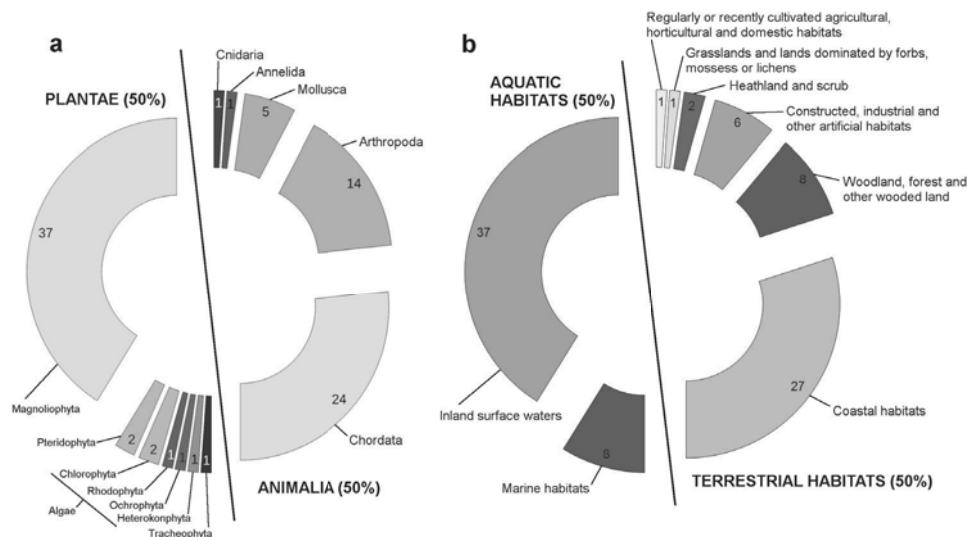 a
PLANTAE (50%)
Cnidaria
Annelida
Mollusca
Arthropoda
1
1
5
14
37
24
Chordata
Magnoliophyta
Pteridophyta
2
Chlorophyta
2
Rhodophyta
1
Ochrophyta
1
Heterokonphyta
1
Tracheophyta
1
Algae
ANIMALIA (50%)
b
AQUATIC
HABITATS (50%)
Regularly or recently cultivated agricultural,
horticultural and domestic habitats
Grasslands and lands dominated by forbs,
mossess or lichens
Heathland and scrub
Constructed, industrial and
other artificial habitats
Woodland, forest and
other wooded land
1
1
2
6
8
37
27
Coastal habitats
Inland surface waters
8
Marine habitats
TERRESTRIAL HABITATS (50%)